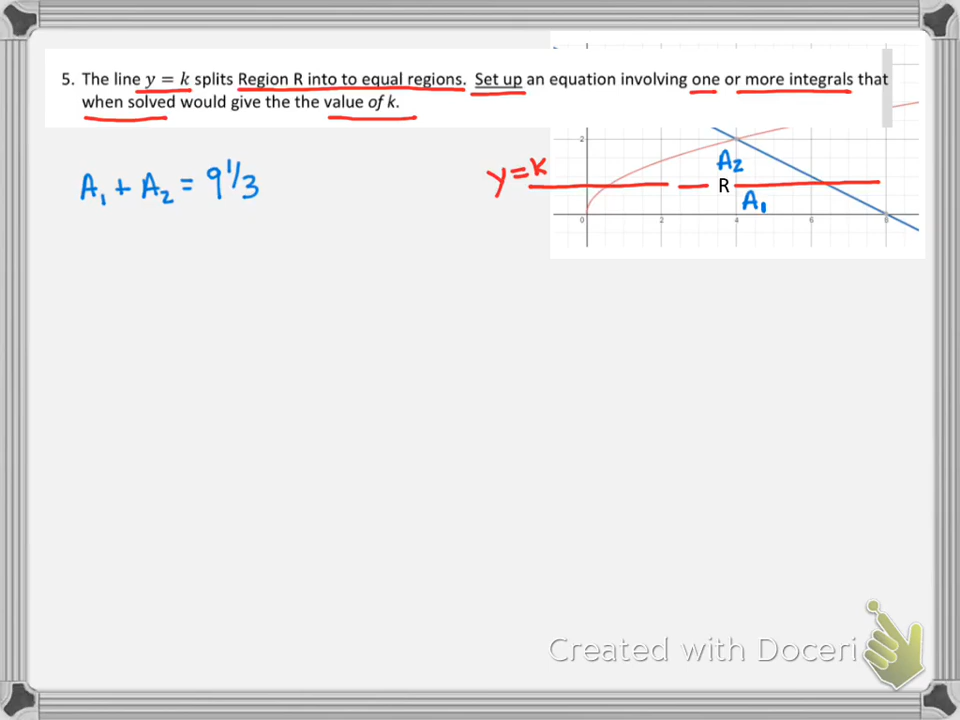 5. The line y = k splits Region R into to equal regions. Set up an equation involving one or more integrals that
when solved would give the the value of k.
A₁ + A₂ = 9 1/3
y=k
2
A₂
R
A₁
0 2 4 6 8
Created with Doceri